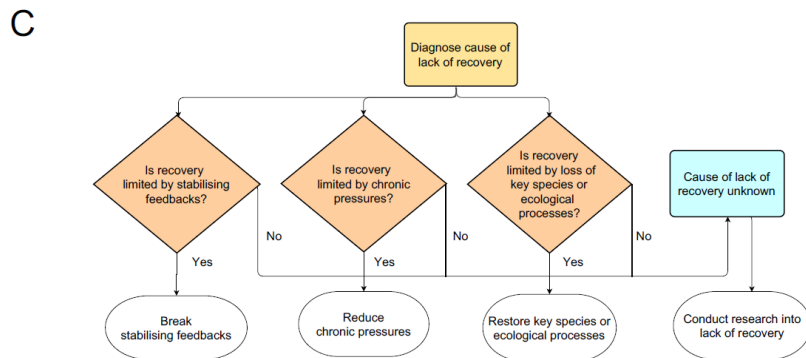 C
Diagnose cause of
lack of recovery
Is recovery
limited by stabilising
feedbacks?
Is recovery
limited by chronic
pressures?
Is recovery
limited by loss of
key species or
ecological
processes?
Cause of lack of
recovery unknown
No
No
No
Yes
Yes
Yes
Break
stabilising feedbacks
Reduce
chronic pressures
Restore key species or
ecological processes
Conduct research into
lack of recovery